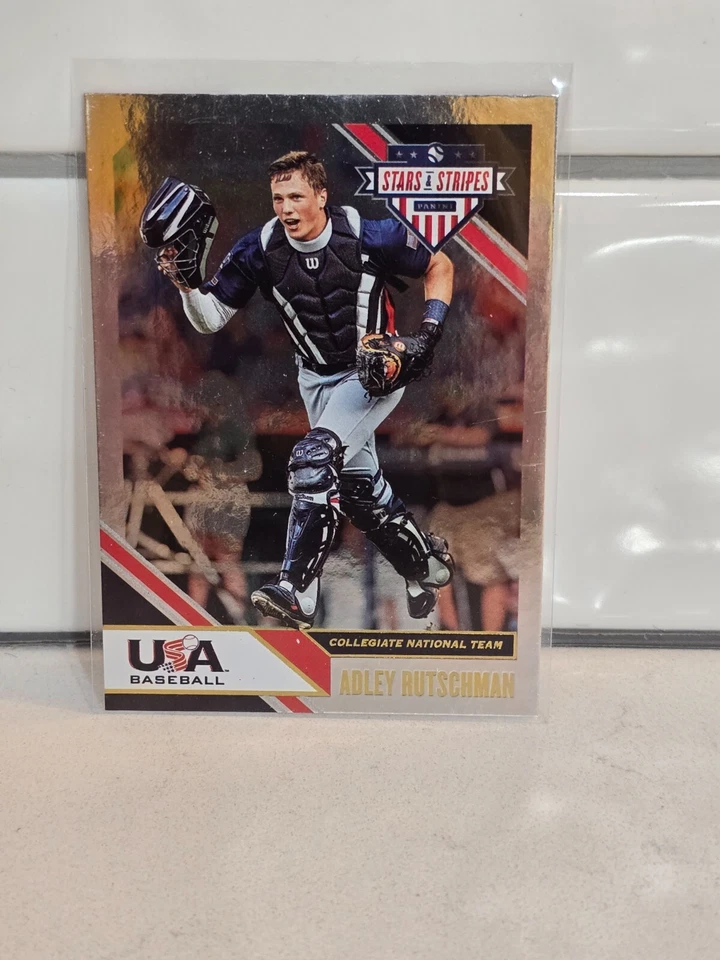 STARS & STRIPES
PANINI
W
W
USA
BASEBALL
COLLEGIATE NATIONAL TEAM
ADLEY RUTSCHMAN